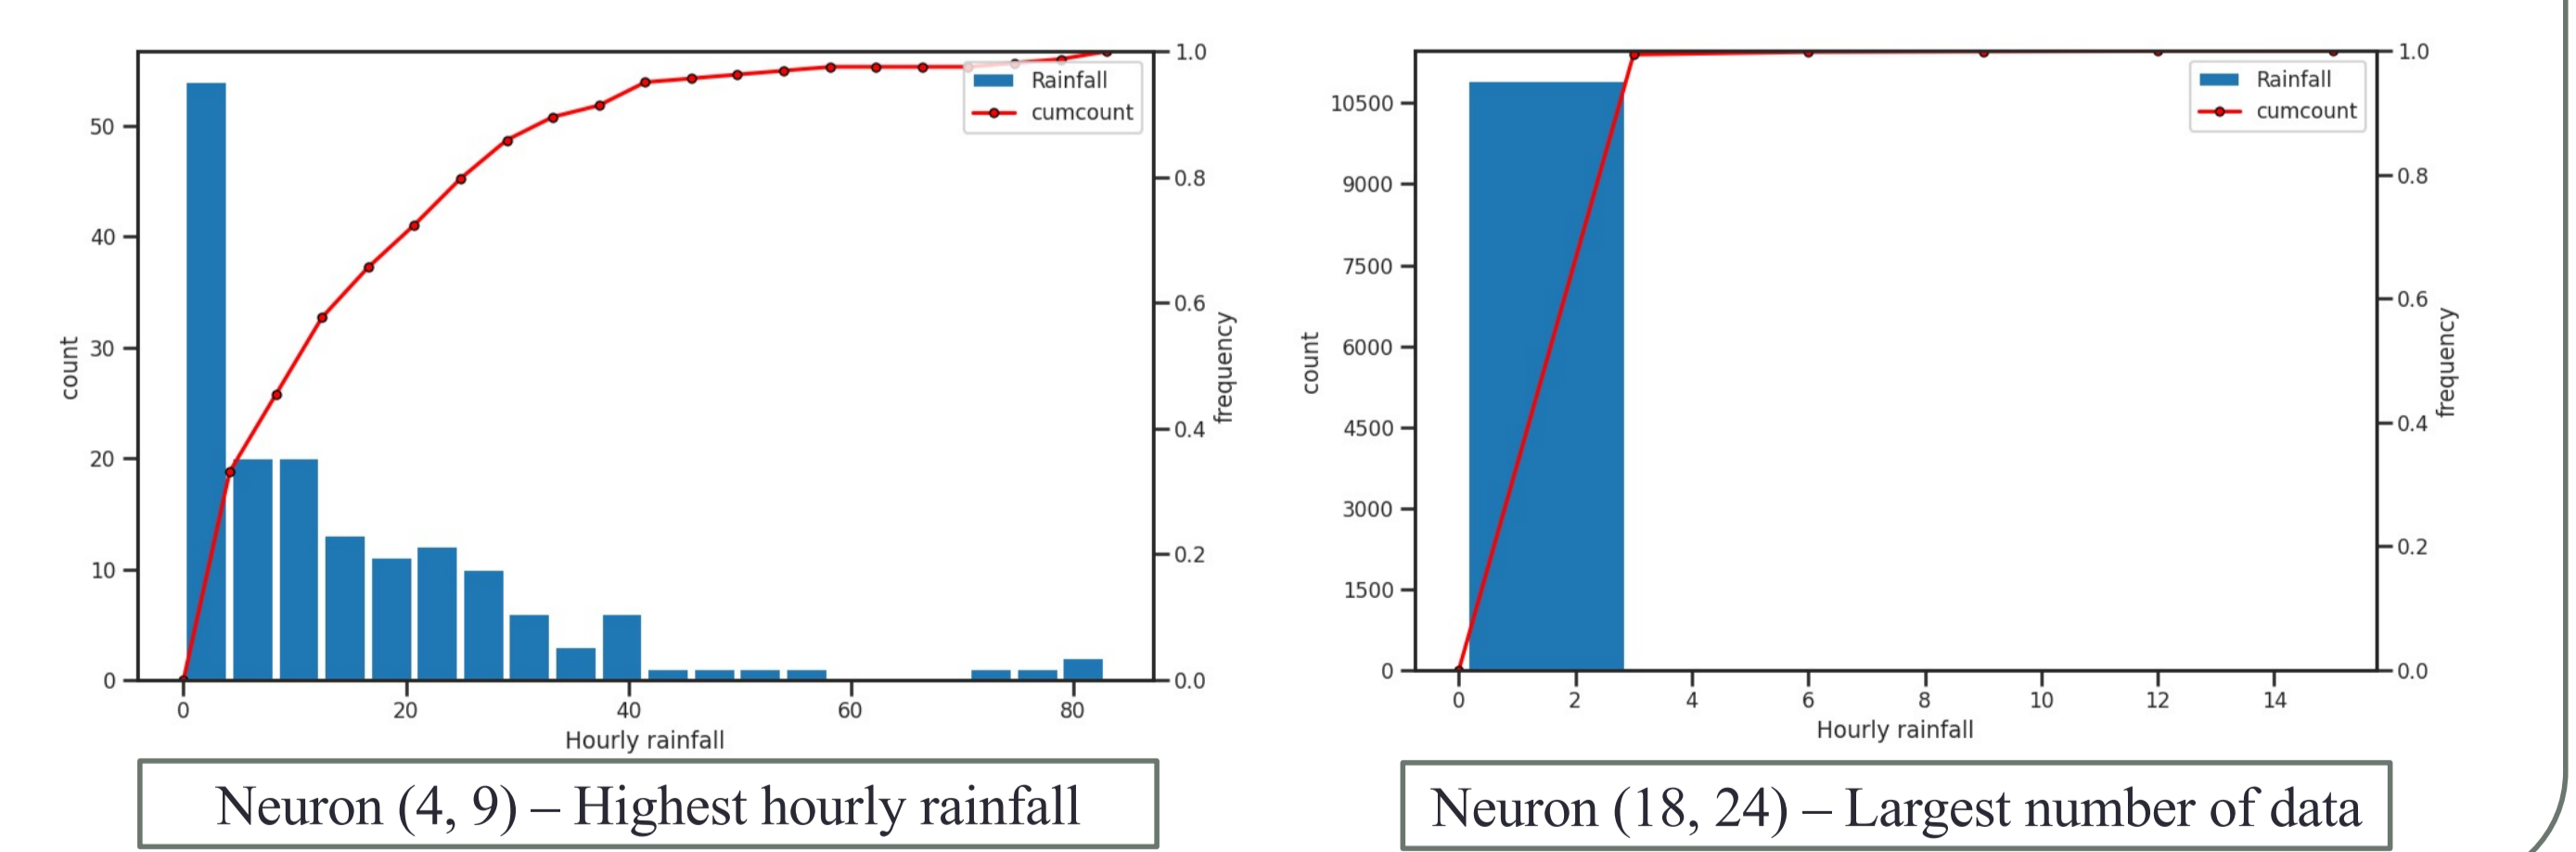 Rainfall
cumcount
50
40
30
20
10
0
count
1.0
0.8
0.6
0.4
0.2
0.0
frequency
0 20 40 60 80
Hourly rainfall
Neuron (4, 9) – Highest hourly rainfall
Rainfall
cumcount
10500
9000
7500
6000
4500
3000
1500
0
count
1.0
0.8
0.6
0.4
0.2
0.0
frequency
0 2 4 6 8 10 12 14
Hourly rainfall
Neuron (18, 24) – Largest number of data